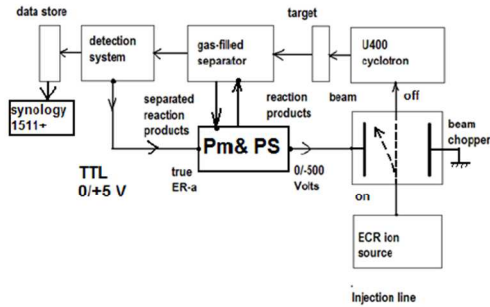 data store
detection
system
gas-filled
separator
target
U400
cyclotron
synology
1511+
separated
reaction
products
reaction
products
beam
off
beam
chopper
TTL
0/+5 V
true
ER-a
Pm& PS
0/-500
Volts
on
ECR ion
source
Injection line